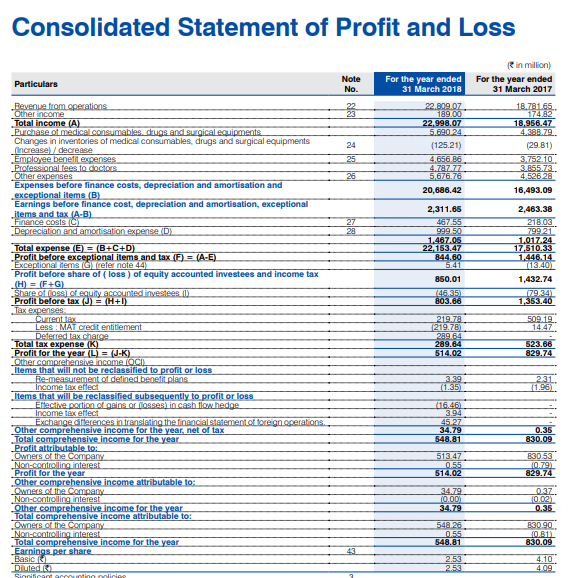 Consolidated Statement of Profit and Loss
(₹ in million)
Particulars Note No. For the year ended 31 March 2018 For the year ended 31 March 2017
Revenue from operations 22 22,809.07 18,781.65
Other income 23 189.00 174.82
Total income (A) 22,998.07 18,956.47
Purchase of medical consumables, drugs and surgical equipments 5,690.24 4,388.79
Changes in inventories of medical consumables, drugs and surgical equipments
(Increase) / decrease 24 (125.21) (29.81)
Employee benefit expenses 25 4,656.86 3,752.10
Professional fees to doctors 4,787.77 3,855.73
Other expenses 26 5,676.76 4,526.28
Expenses before finance costs, depreciation and amortisation and
exceptional items (B) 20,686.42 16,493.09
Earnings before finance cost, depreciation and amortisation, exceptional
items and tax (A-B) 2,311.65 2,463.38
Finance costs (C) 27 467.55 218.03
Depreciation and amortisation expense (D) 28 999.50 799.21
1,467.05 1,017.24
Total expense (E) = (B+C+D) 22,153.47 17,510.33
Profit before exceptional items and tax (F) = (A-E) 844.60 1,446.14
Exceptional items (G) (refer note 44) 5.41 (13.40)
Profit before share of ( loss ) of equity accounted investees and income tax
(H) = (F+G) 850.01 1,432.74
Share of (loss) of equity accounted investees (I) (46.35) (79.34)
Profit before tax (J) = (H+I) 803.66 1,353.40
Tax expenses:
Current tax 219.78 509.19
Less : MAT credit entitlement (219.78) 14.47
Deferred tax charge 289.64 -
Total tax expense (K) 289.64 523.66
Profit for the year (L) = (J-K) 514.02 829.74
Other comprehensive income (OCI)
Items that will not be reclassified to profit or loss
Re-measurement of defined benefit plans 3.39 2.31
Income tax effect (1.35) (1.96)
Items that will be reclassified subsequently to profit or loss
Effective portion of gains or (losses) in cash flow hedge (16.46) -
Income tax effect 3.94 -
Exchange differences in translating the financial statement of foreign operations. 45.27 -
Other comprehensive income for the year, net of tax 34.79 0.35
Total comprehensive income for the year 548.81 830.09
Profit attributable to:
Owners of the Company 513.47 830.53
Non-controlling interest 0.55 (0.79)
Profit for the year 514.02 829.74
Other comprehensive income attributable to:
Owners of the Company 34.79 0.37
Non-controlling interest (0.00) (0.02)
Other comprehensive income for the year 34.79 0.35
Total comprehensive income attributable to:
Owners of the Company 548.26 830.90
Non-controlling interest 0.55 (0.81)
Total comprehensive income for the year 548.81 830.09
Earnings per share 43
Basic (₹) 2.53 4.10
Diluted (₹) 2.53 4.09
Significant accounting policies 3